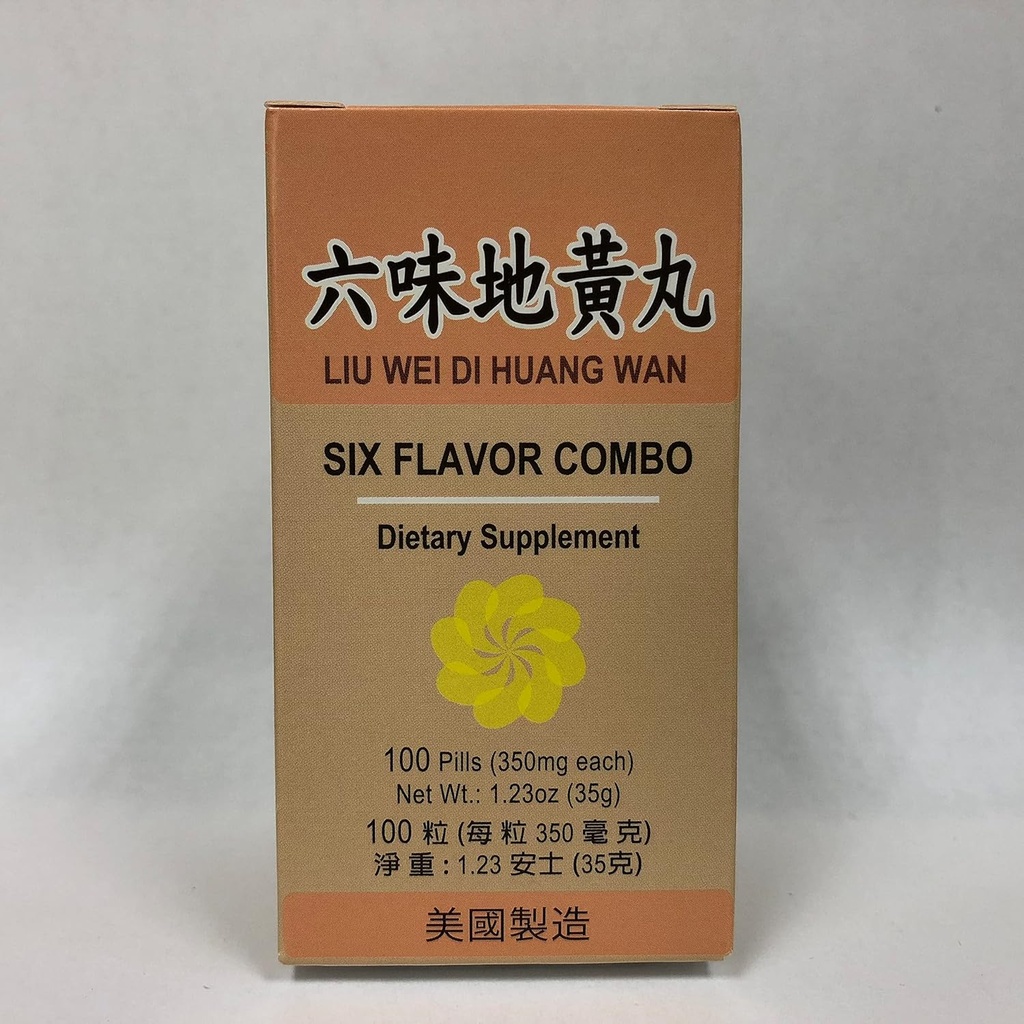 六味地黃丸
LIU WEI DI HUANG WAN
SIX FLAVOR COMBO
Dietary Supplement
100 Pills (350mg each)
Net Wt.: 1.23oz (35g)
100 粒 (每 粒 350 毫 克)
淨 重 : 1.23 安士 (35克)
美國製造